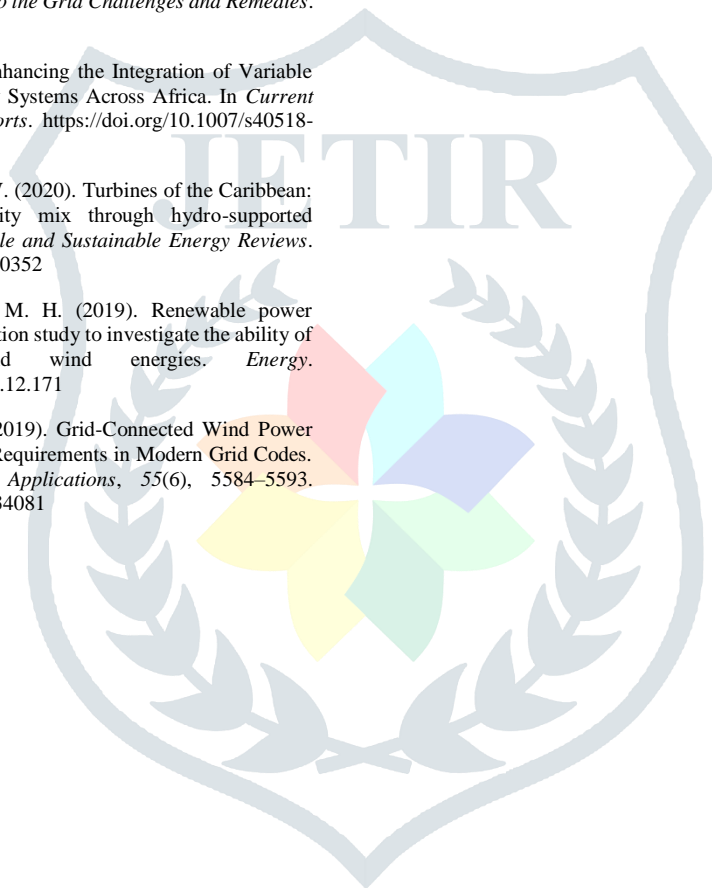 o the Grid Challenges and Remedies.
nhancing the Integration of Variable
Systems Across Africa. In Current
orts. https://doi.org/10.1007/s40518-
JETIR
. (2020). Turbines of the Caribbean:
ity mix through hydro-supported
le and Sustainable Energy Reviews.
0352
M. H. (2019). Renewable power
tion study to investigate the ability of
d wind energies. Energy.
.12.171
2019). Grid-Connected Wind Power
Requirements in Modern Grid Codes.
Applications, 55(6), 5584–5593.
34081